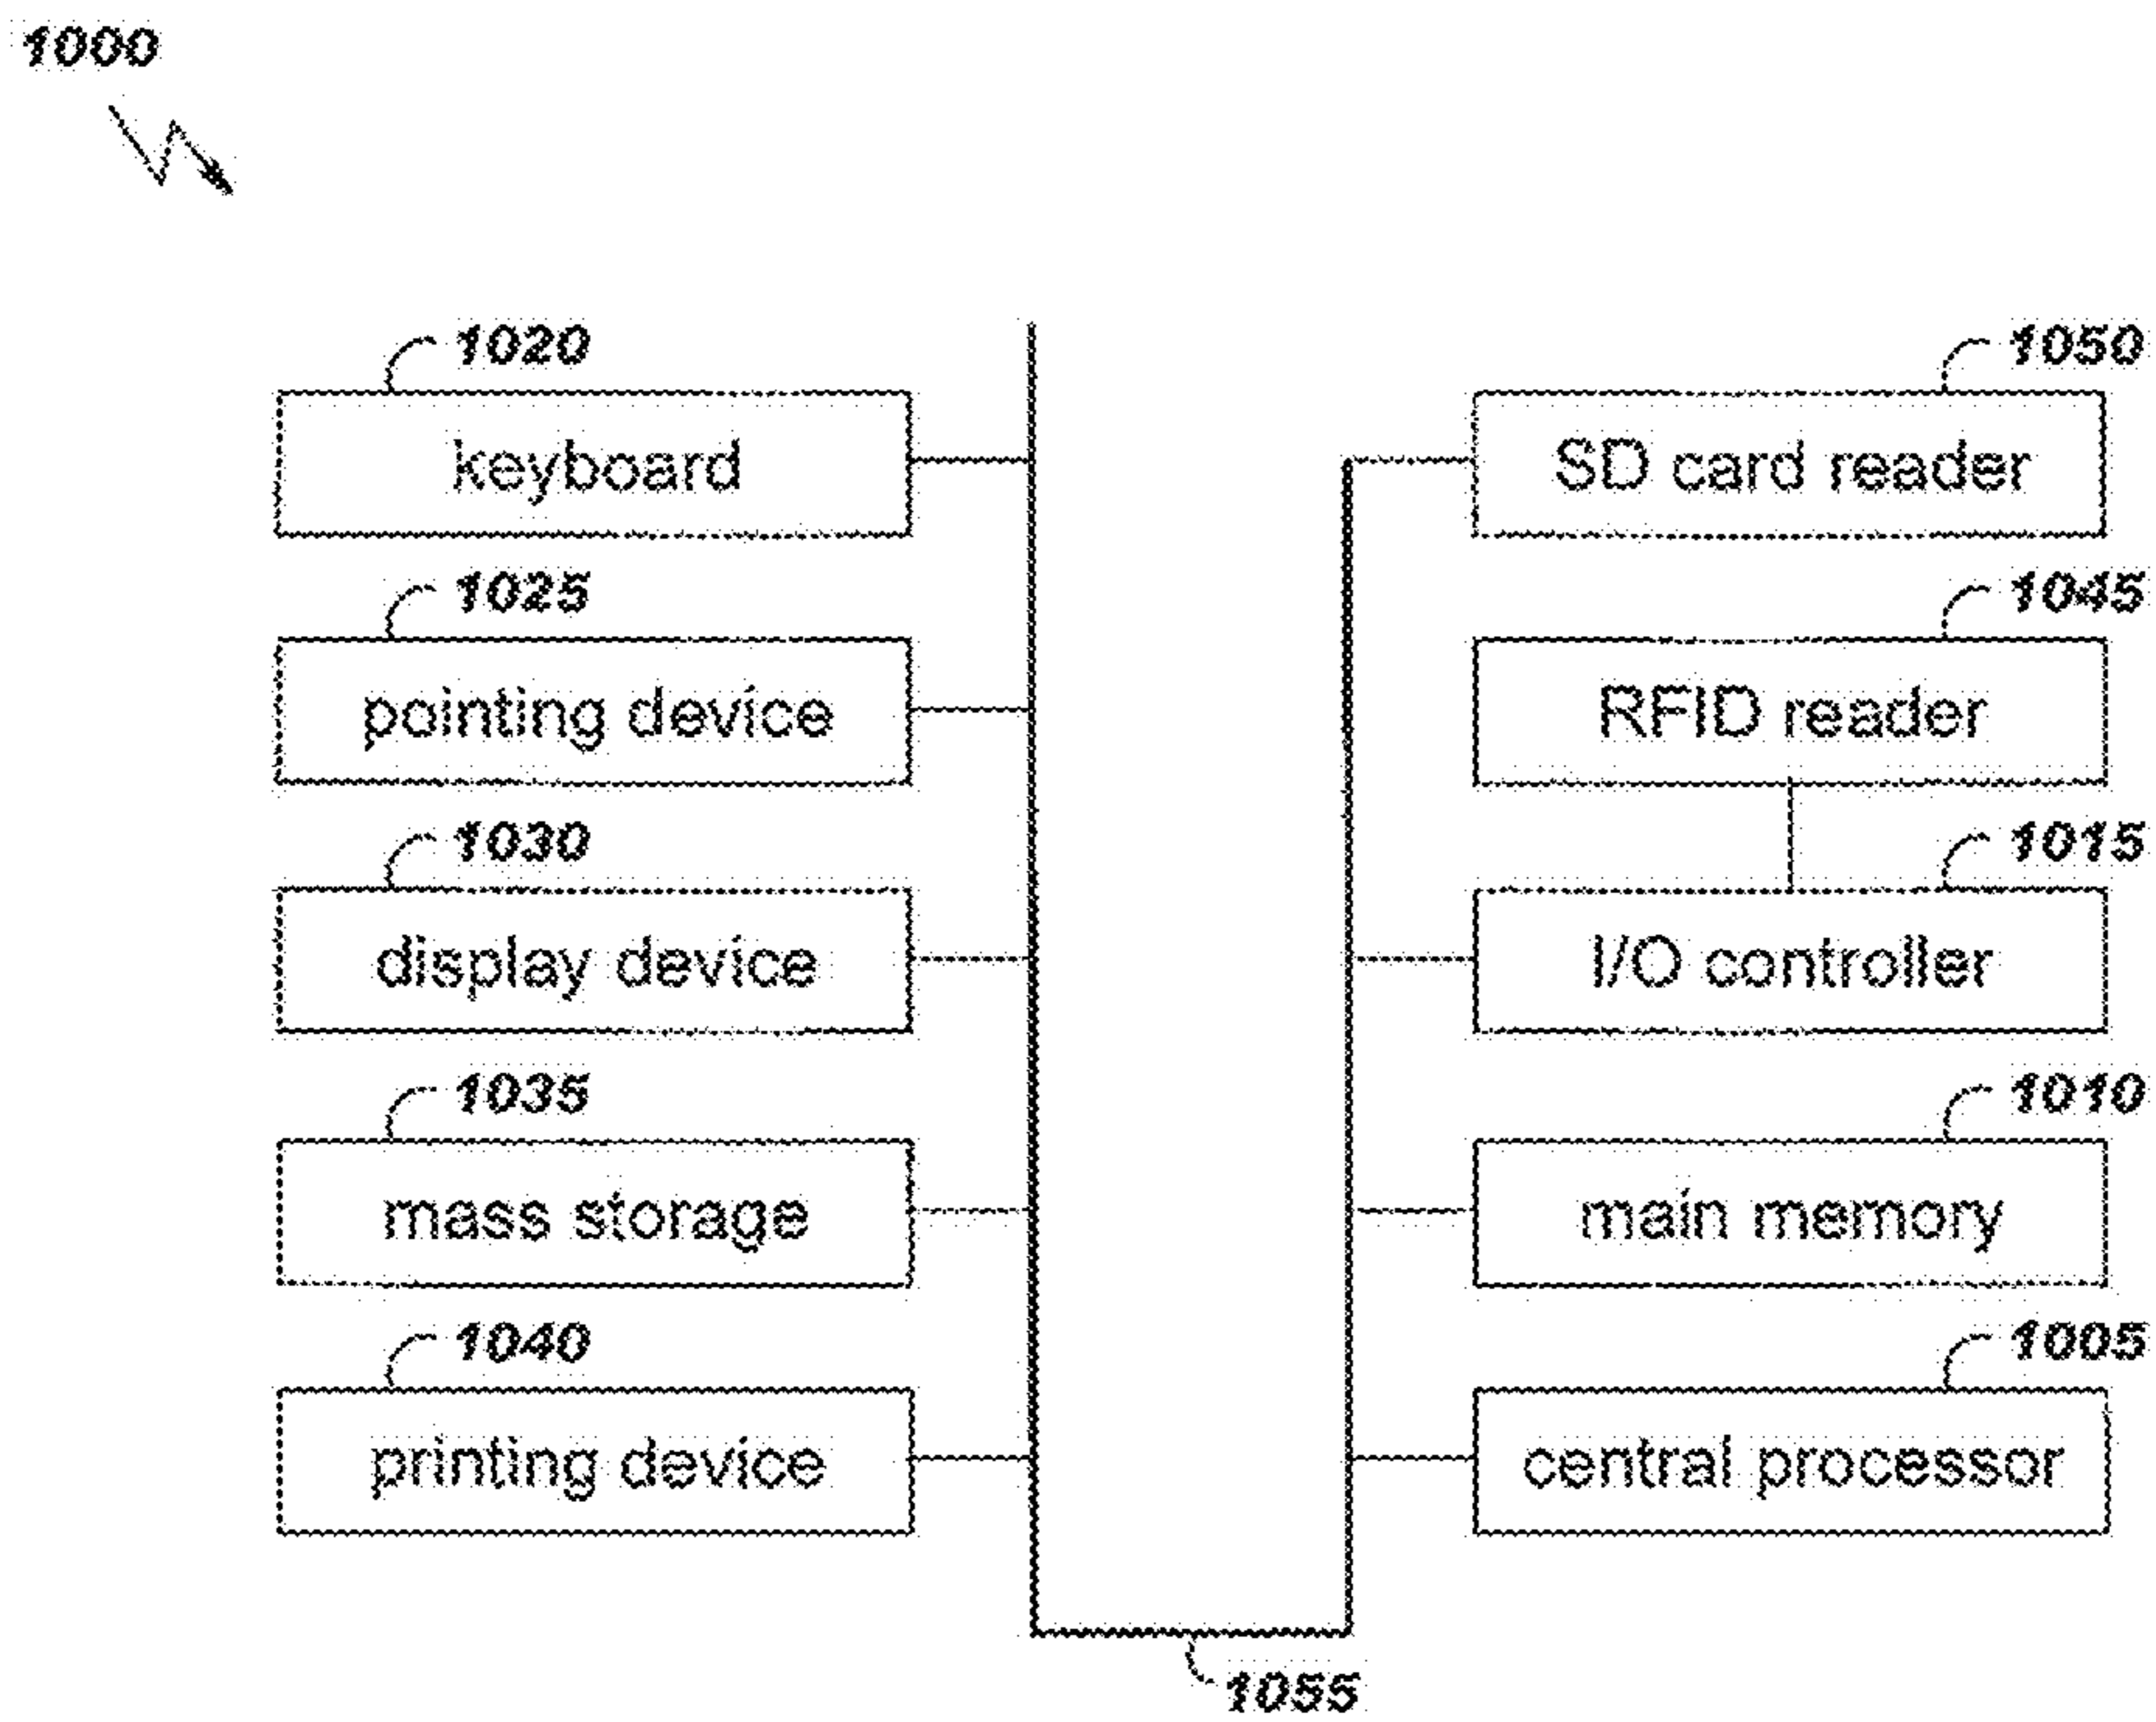 1000
1020
keyboard
1025
pointing device
1030
display device
1035
mass storage
1040
printing device
1050
SD card reader
1045
RFID reader
1015
I/O controller
1010
main memory
1005
central processor
1055